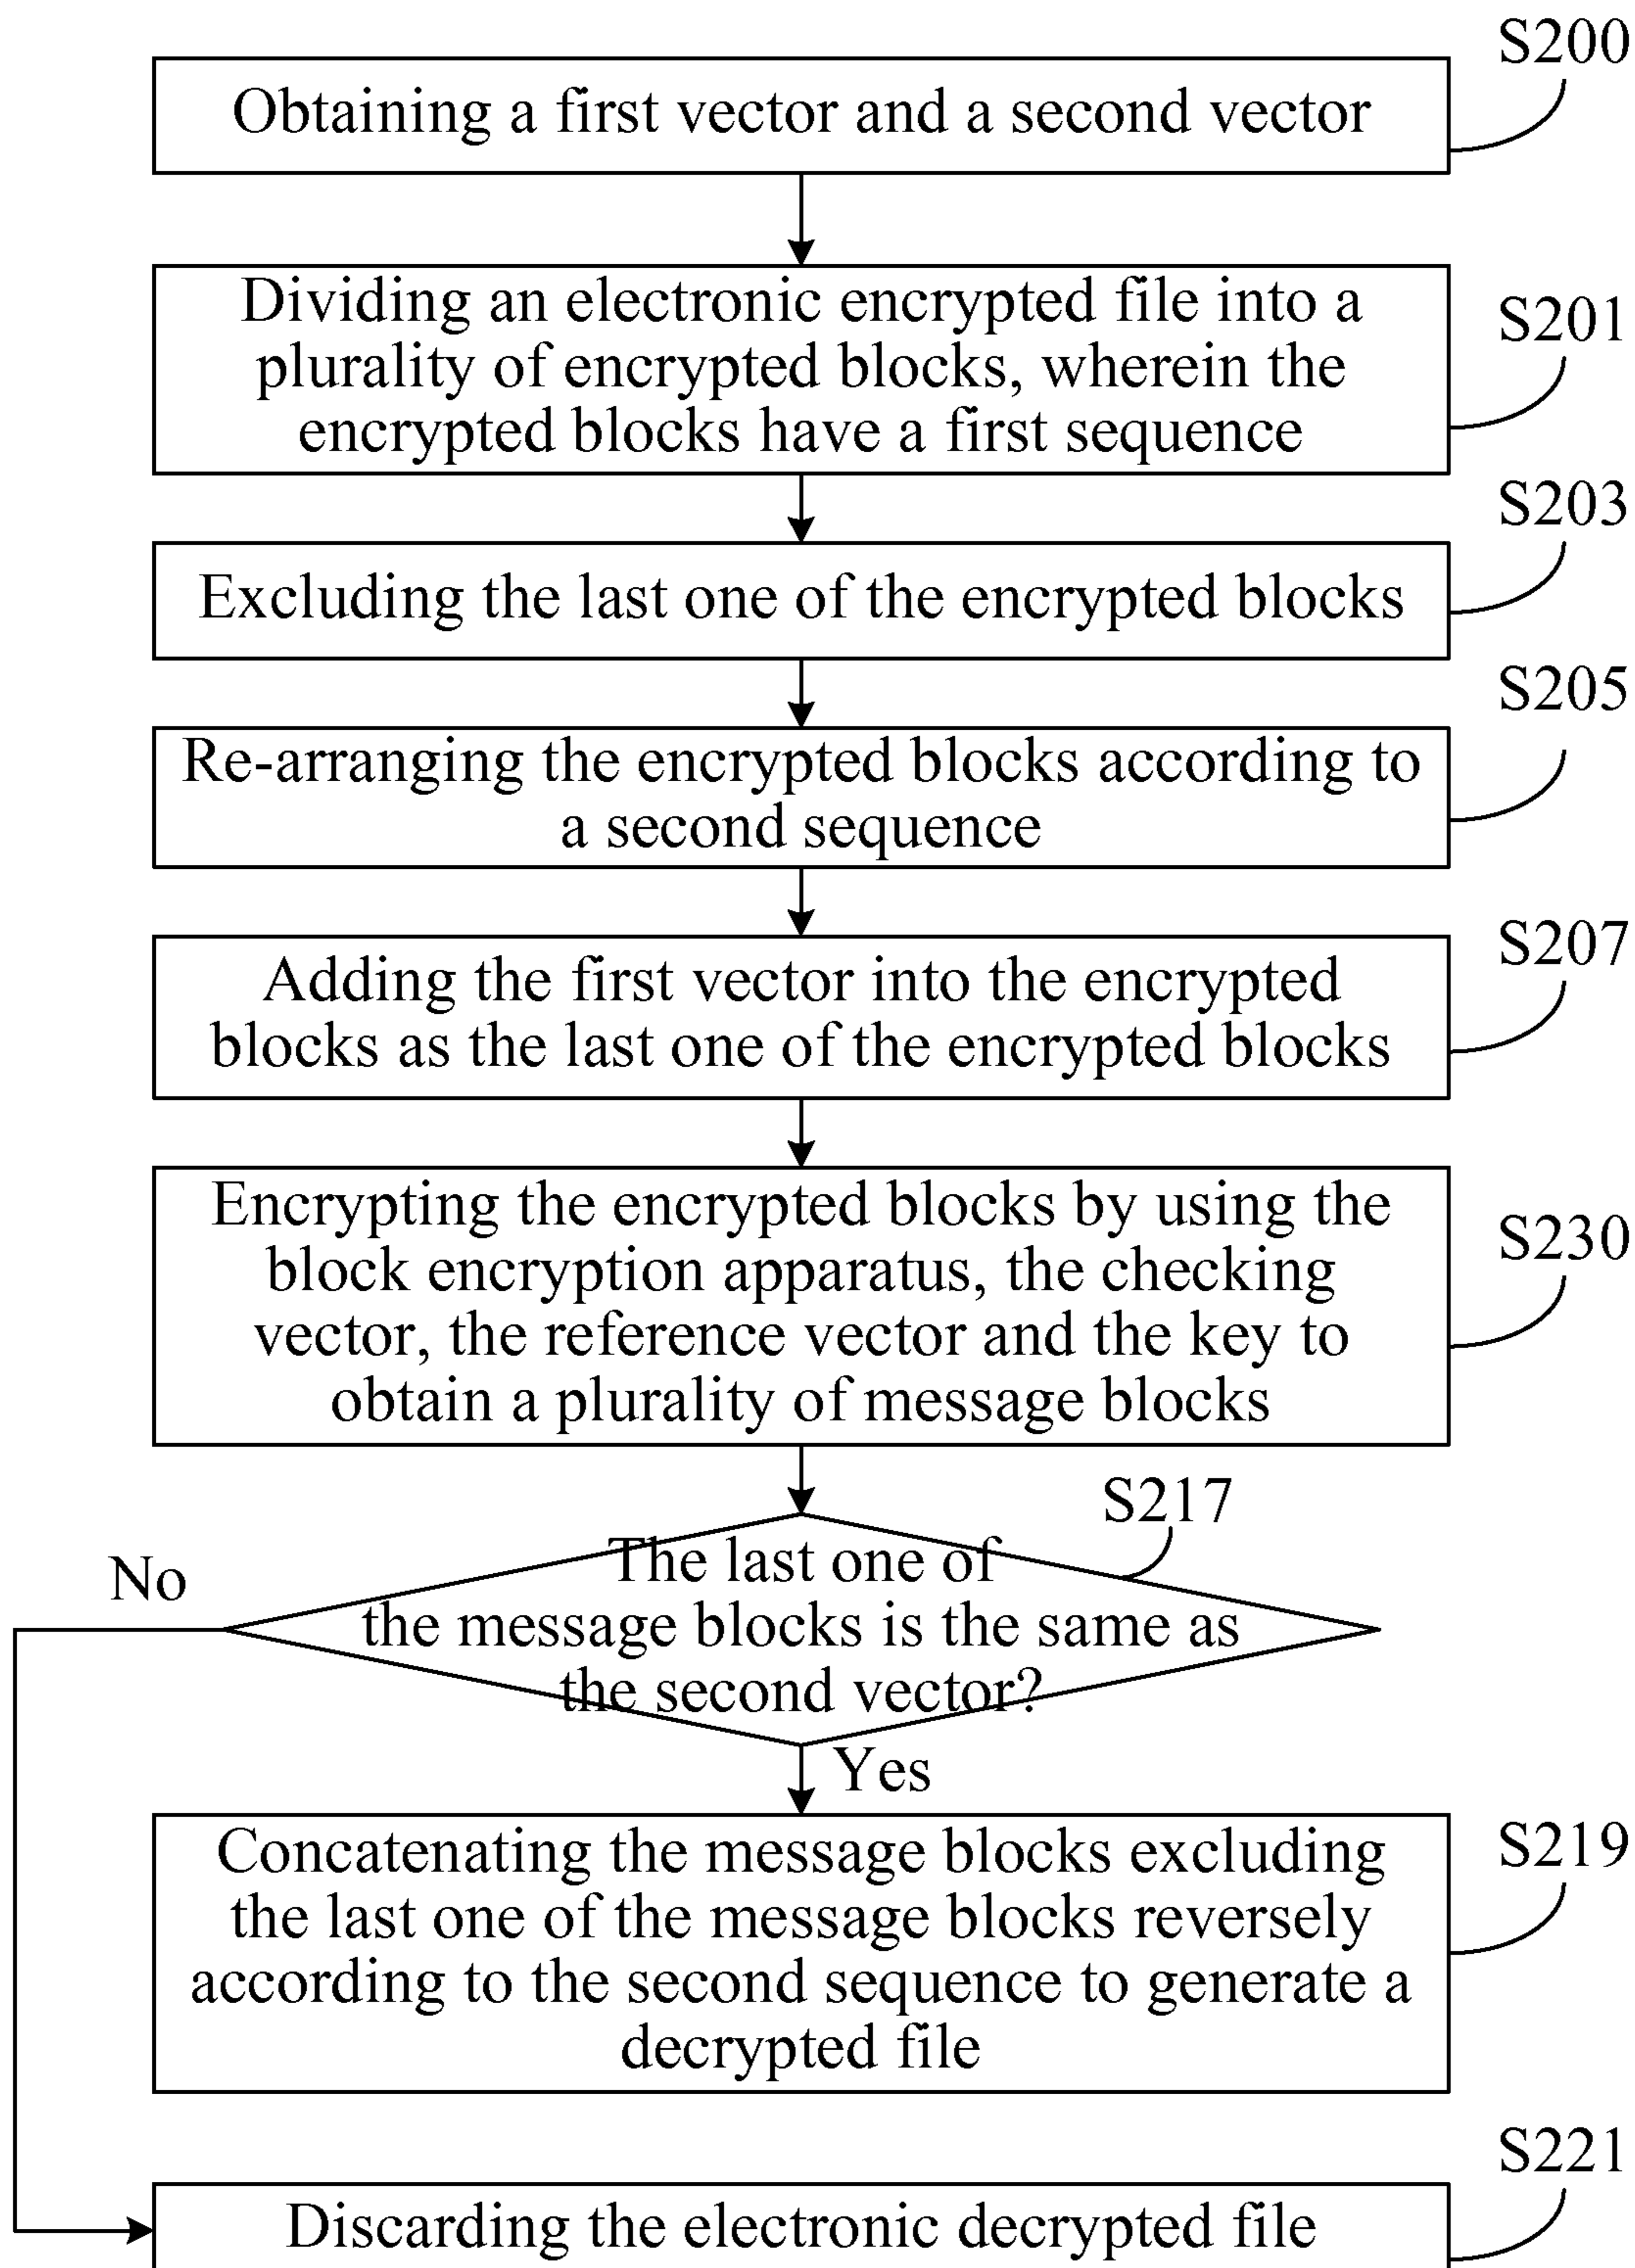 S200
Obtaining a first vector and a second vector
S201
Dividing an electronic encrypted file into a
plurality of encrypted blocks, wherein the
encrypted blocks have a first sequence
S203
Excluding the last one of the encrypted blocks
S205
Re-arranging the encrypted blocks according to
a second sequence
S207
Adding the first vector into the encrypted
blocks as the last one of the encrypted blocks
S230
Encrypting the encrypted blocks by using the
block encryption apparatus, the checking
vector, the reference vector and the key to
obtain a plurality of message blocks
S217
No
The last one of
the message blocks is the same as
the second vector?
Yes
S219
Concatenating the message blocks excluding
the last one of the message blocks reversely
according to the second sequence to generate a
decrypted file
S221
Discarding the electronic decrypted file